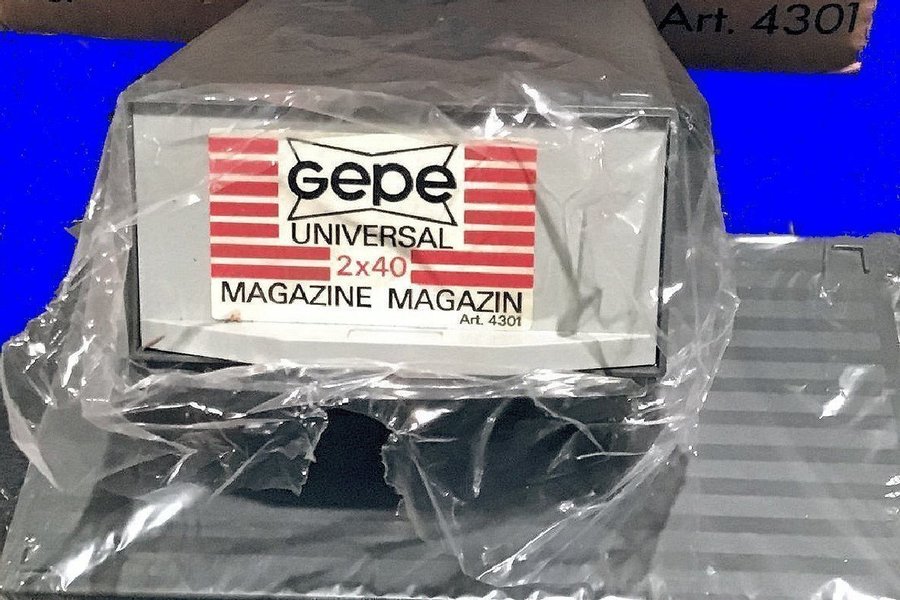 Art. 4301
Gepe
UNIVERSAL
2x40
MAGAZINE MAGAZIN
Art. 4301